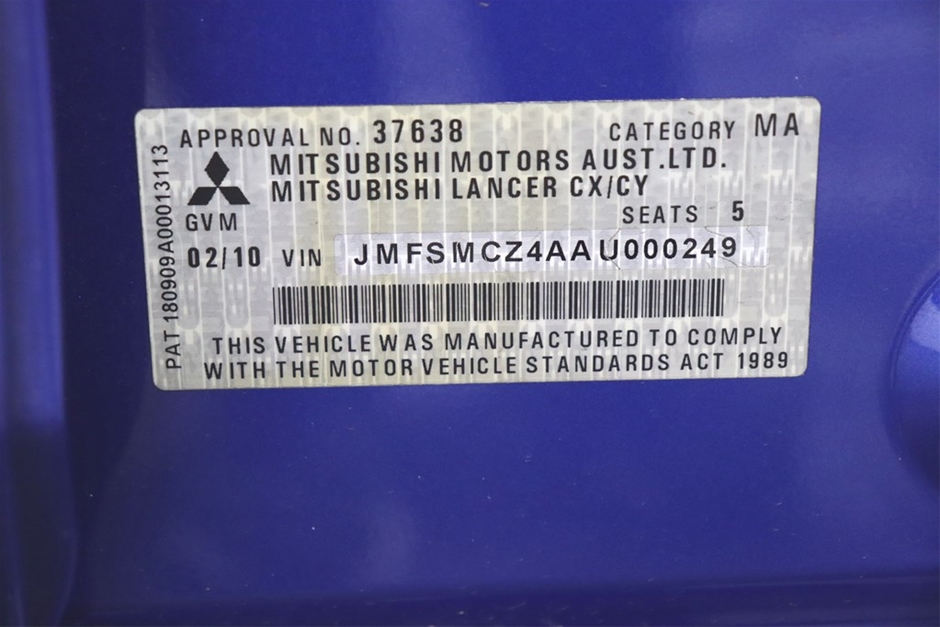 APPROVAL NO. 37638 CATEGORY MA
MITSUBISHI MOTORS AUST.LTD.
MITSUBISHI LANCER CX/CY
GVM SEATS 5
02/10 VIN JMFSMCZ4AAU000249
THIS VEHICLE WAS MANUFACTURED TO COMPLY
WITH THE MOTOR VEHICLE STANDARDS ACT 1989
PAT 180909A00013113